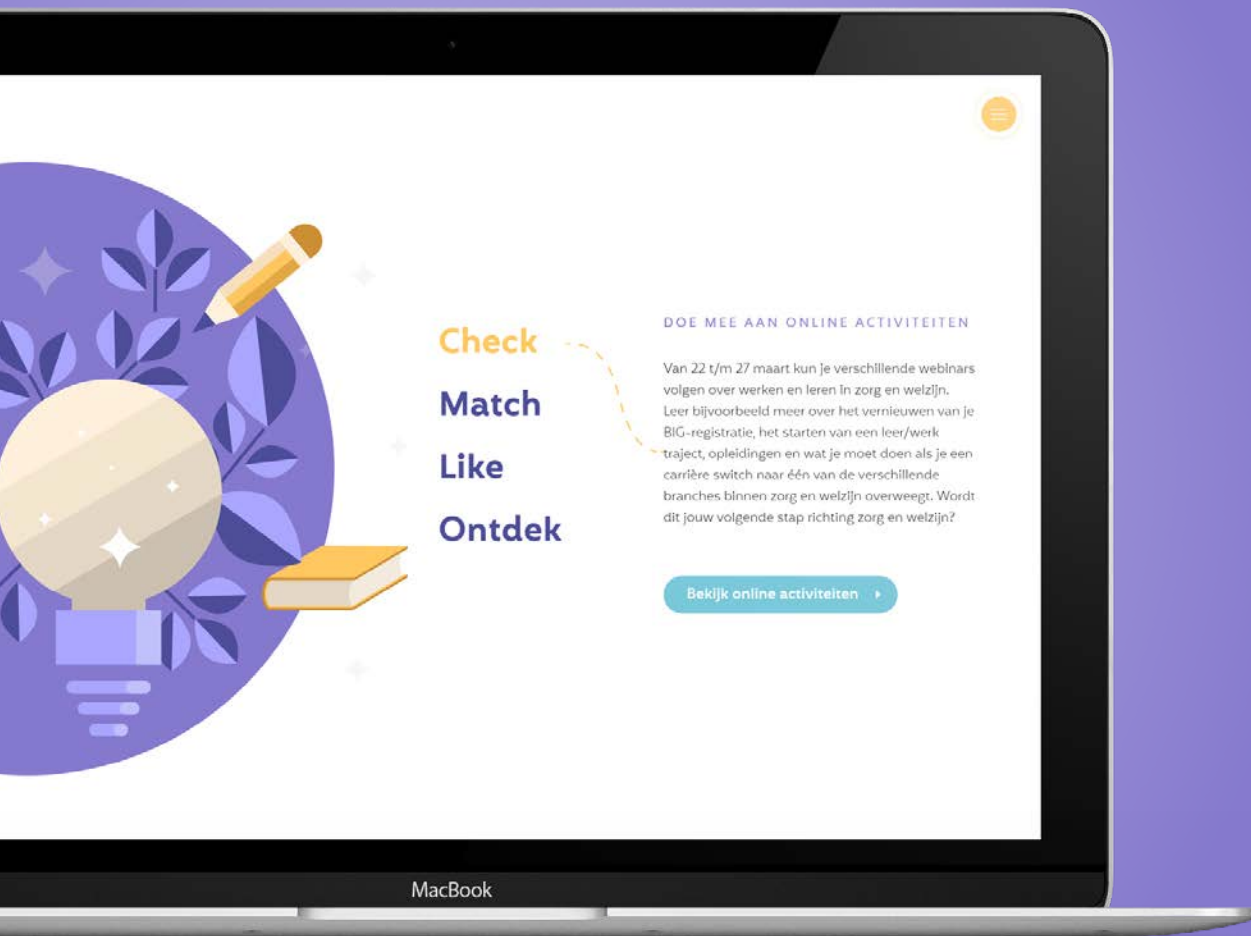 Check
Match
Like
Ontdek
DOE MEE AAN ONLINE ACTIVITEITEN
Van 22 t/m 27 maart kun je verschillende webinars
volgen over werken en leren in zorg en welzijn.
Leer bijvoorbeeld meer over het vernieuwen van je
BIG-registratie, het starten van een leer/werk
traject, opleidingen en wat je moet doen als je een
carrière switch naar één van de verschillende
branches binnen zorg en welzijn overweegt. Wordt
dit jouw volgende stap richting zorg en welzijn?
Bekijk online activiteiten
MacBook